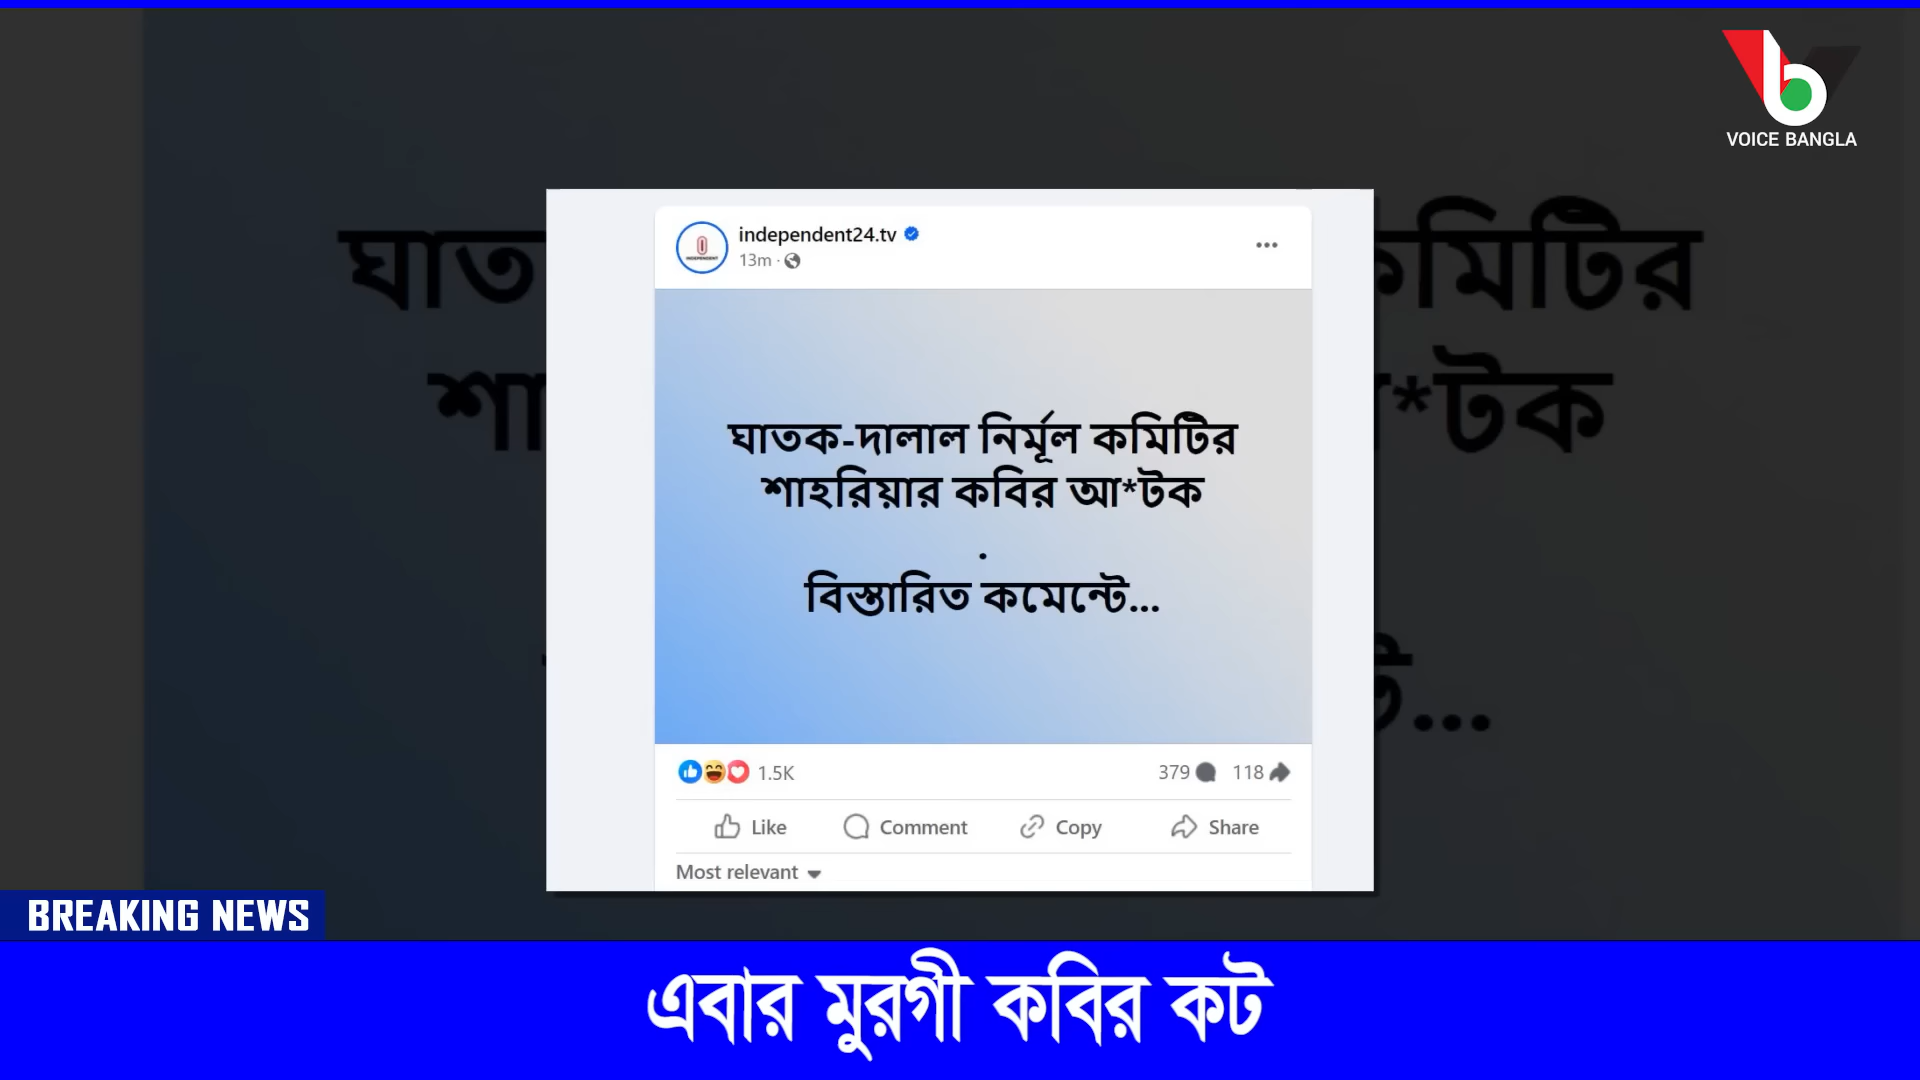 VOICE BANGLA
independent24.tv
INDEPENDENT
13m ·
ঘাতক-দালাল নির্মূল কমিটির
শাহরিয়ার কবির আ*টক
.
বিস্তারিত কমেন্টে...
1.5K 379 118
Like Comment Copy Share
Most relevant
BREAKING NEWS
এবার মুরগী কবির কট